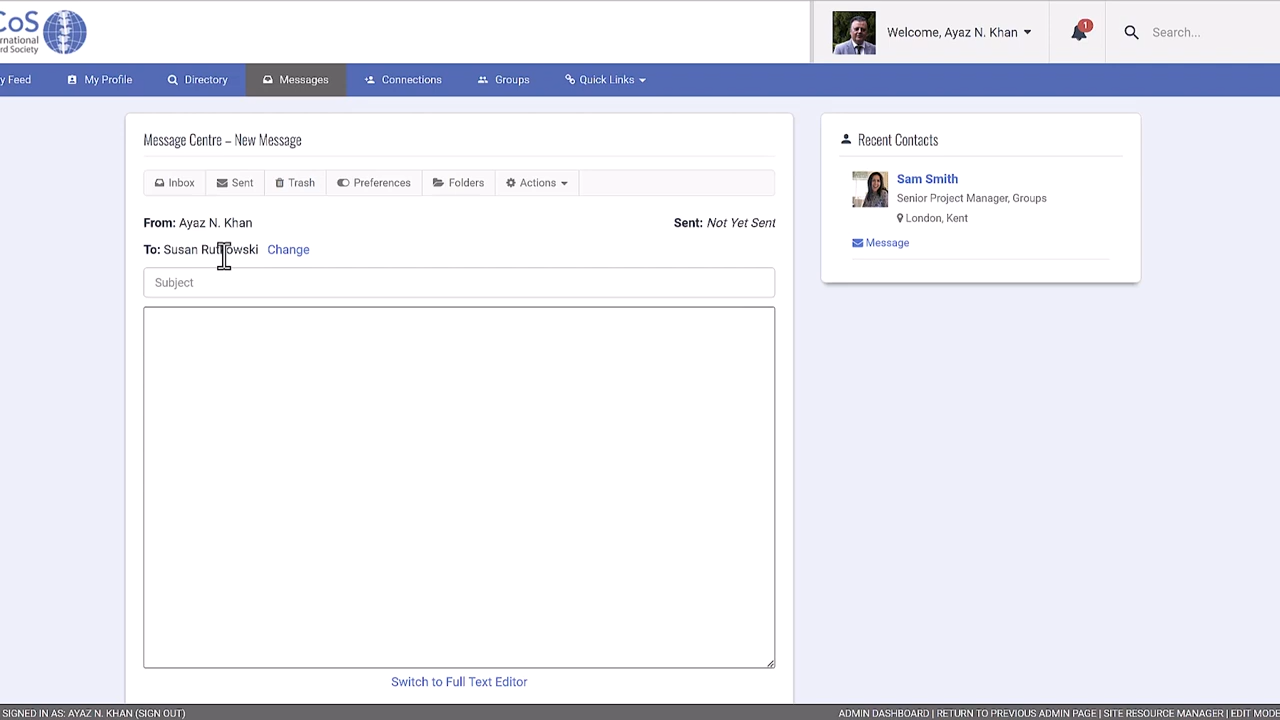 CoS
rnational
rd Society
Welcome, Ayaz N. Khan
1
Search...
y Feed
My Profile
Directory
Messages
Connections
Groups
Quick Links
Message Centre – New Message
Inbox
Sent
Trash
Preferences
Folders
Actions
From: Ayaz N. Khan
Sent: Not Yet Sent
To: Susan Rutkowski Change
Subject
Switch to Full Text Editor
Recent Contacts
Sam Smith
Senior Project Manager, Groups
London, Kent
Message
SIGNED IN AS: AYAZ N. KHAN (SIGN OUT)
ADMIN DASHBOARD | RETURN TO PREVIOUS ADMIN PAGE | SITE RESOURCE MANAGER | EDIT MODE